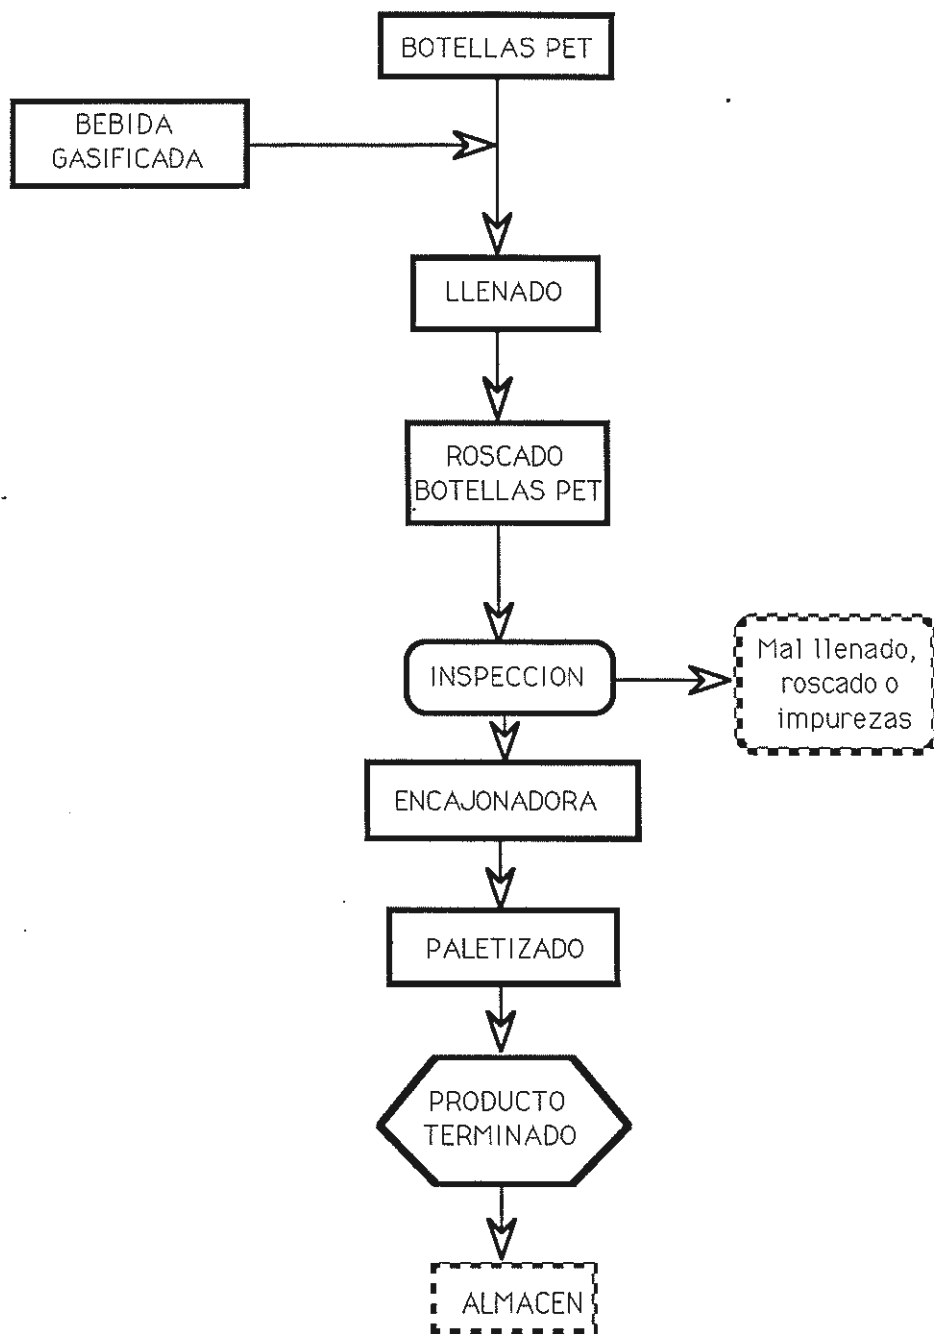 BOTELLAS PET
BEBIDA
GASIFICADA
LLENADO
ROSCADO
BOTELLAS PET
INSPECCION
Mal llenado,
roscado o
impurezas
ENCAJONADORA
PALETIZADO
PRODUCTO
TERMINADO
ALMACEN